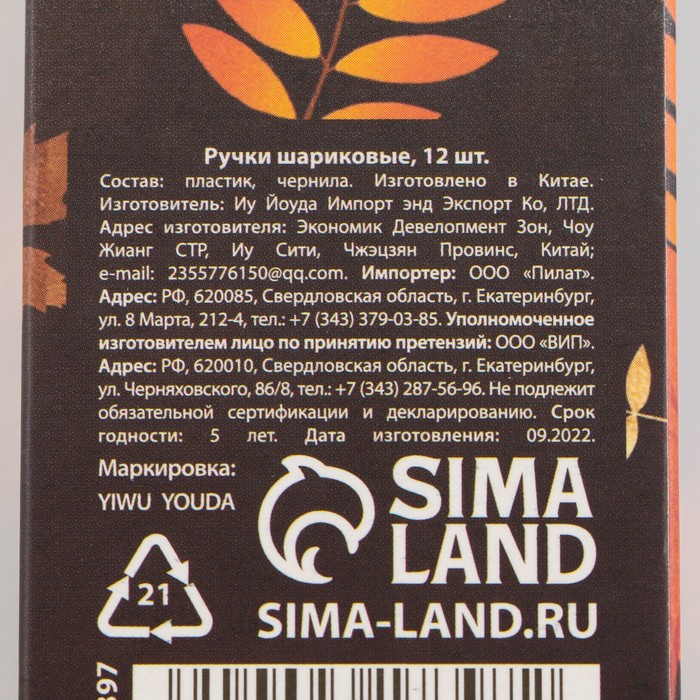 Ручки шариковые, 12 шт.
Состав: пластик, чернила. Изготовлено в Китае.
Изготовитель: Иу Йоуда Импорт энд Экспорт Ко, ЛТД.
Адрес изготовителя: Экономик Девелопмент Зон, Чоу
Жианг СТР, Иу Сити, Чжэцзян Провинс, Китай;
e-mail: 2355776150@qq.com. Импортер: ООО «Пилат».
Адрес: РФ, 620085, Свердловская область, г. Екатеринбург,
ул. 8 Марта, 212-4, тел.: +7 (343) 379-03-85. Уполномоченное
изготовителем лицо по принятию претензий: ООО «ВИП».
Адрес: РФ, 620010, Свердловская область, г. Екатеринбург,
ул. Черняховского, 86/8, тел.: +7 (343) 287-56-96. Не подлежит
обязательной сертификации и декларированию. Срок
годности: 5 лет. Дата изготовления: 09.2022.
Маркировка:
YIWU YOUDA
SIMA
LAND
21
SIMA-LAND.RU